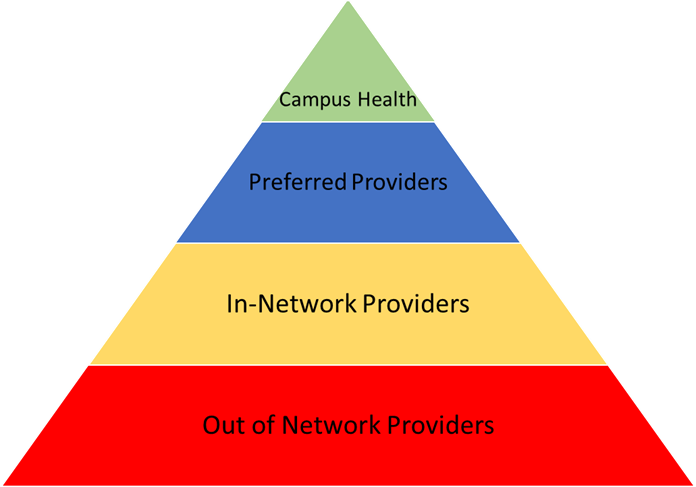 Campus Health
Preferred Providers
In-Network Providers
Out of Network Providers